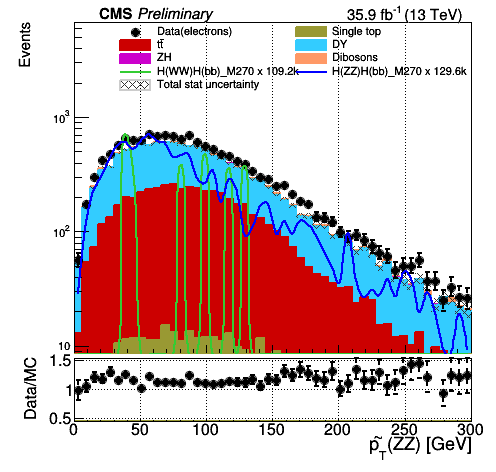 CMS Preliminary 35.9 fb⁻¹ (13 TeV)
Data(electrons) Single top
tt̄ DY
ZH Dibosons
H(WW)H(bb)_M270 x 109.2k H(ZZ)H(bb)_M270 x 129.6k
Total stat uncertainty
Events
10³
10²
10
Data/MC
1.5
1.0
0.5
0 50 100 150 200 250 300
p̃_T(ZZ) [GeV]